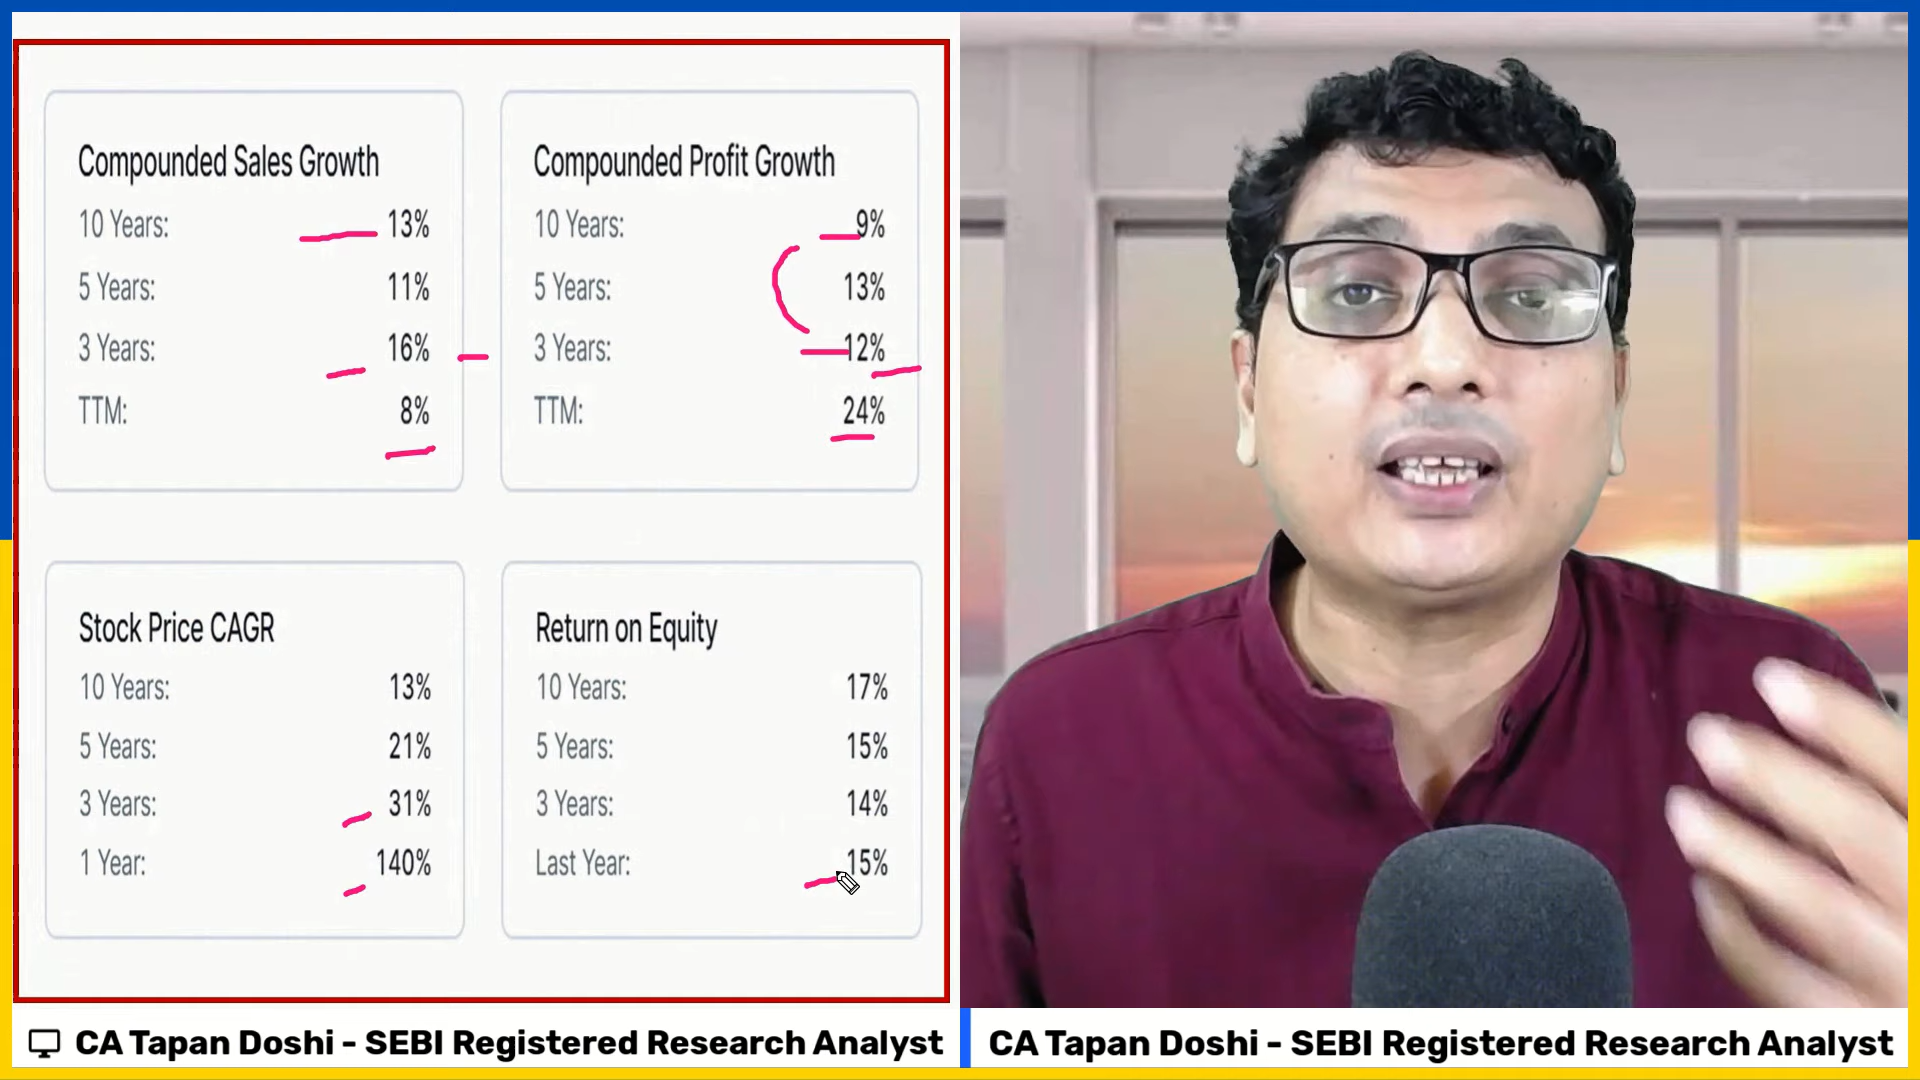 Compounded Sales Growth
10 Years: 13%
5 Years: 11%
3 Years: 16%
TTM: 8%
Compounded Profit Growth
10 Years: 9%
5 Years: 13%
3 Years: 12%
TTM: 24%
Stock Price CAGR
10 Years: 13%
5 Years: 21%
3 Years: 31%
1 Year: 140%
Return on Equity
10 Years: 17%
5 Years: 15%
3 Years: 14%
Last Year: 15%
CA Tapan Doshi - SEBI Registered Research Analyst
CA Tapan Doshi - SEBI Registered Research Analyst